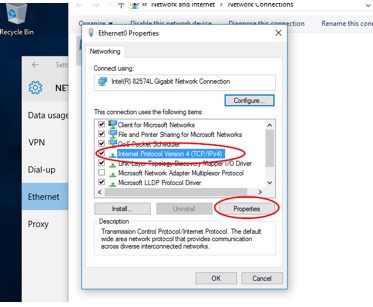 Network and Internet › Network Connections
Organize ▾ Disable this network device Diagnose this connection Rename this conn
Recycle Bin
Ethernet0 Properties
Networking
Connect using:
Intel(R) 82574L Gigabit Network Connection
Configure...
This connection uses the following items:
Client for Microsoft Networks
File and Printer Sharing for Microsoft Networks
QoS Packet Scheduler
Internet Protocol Version 4 (TCP/IPv4)
Link-Layer Topology Discovery Mapper I/O Driver
Microsoft Network Adapter Multiplexor Protocol
Microsoft LLDP Protocol Driver
Install...
Uninstall
Properties
Description
Transmission Control Protocol/Internet Protocol. The default
wide area network protocol that provides communication
across diverse interconnected networks.
OK
Cancel
Setti
NET
Data usage
VPN
Dial-up
Ethernet
Proxy